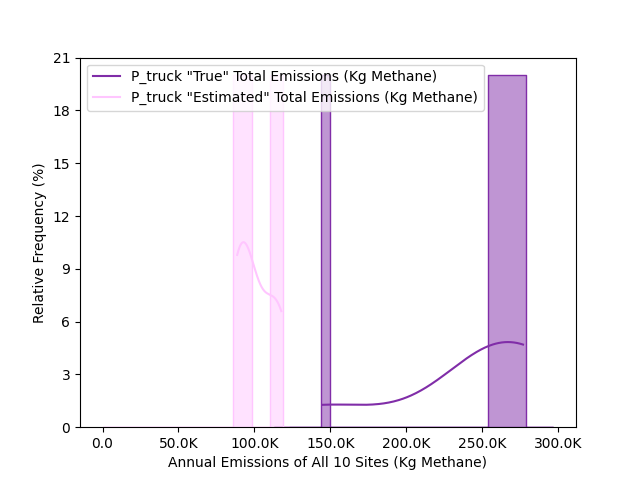 P_truck "True" Total Emissions (Kg Methane)
P_truck "Estimated" Total Emissions (Kg Methane)
21
18
15
12
9
6
3
0
Relative Frequency (%)
0.0 50.0K 100.0K 150.0K 200.0K 250.0K 300.0K
Annual Emissions of All 10 Sites (Kg Methane)